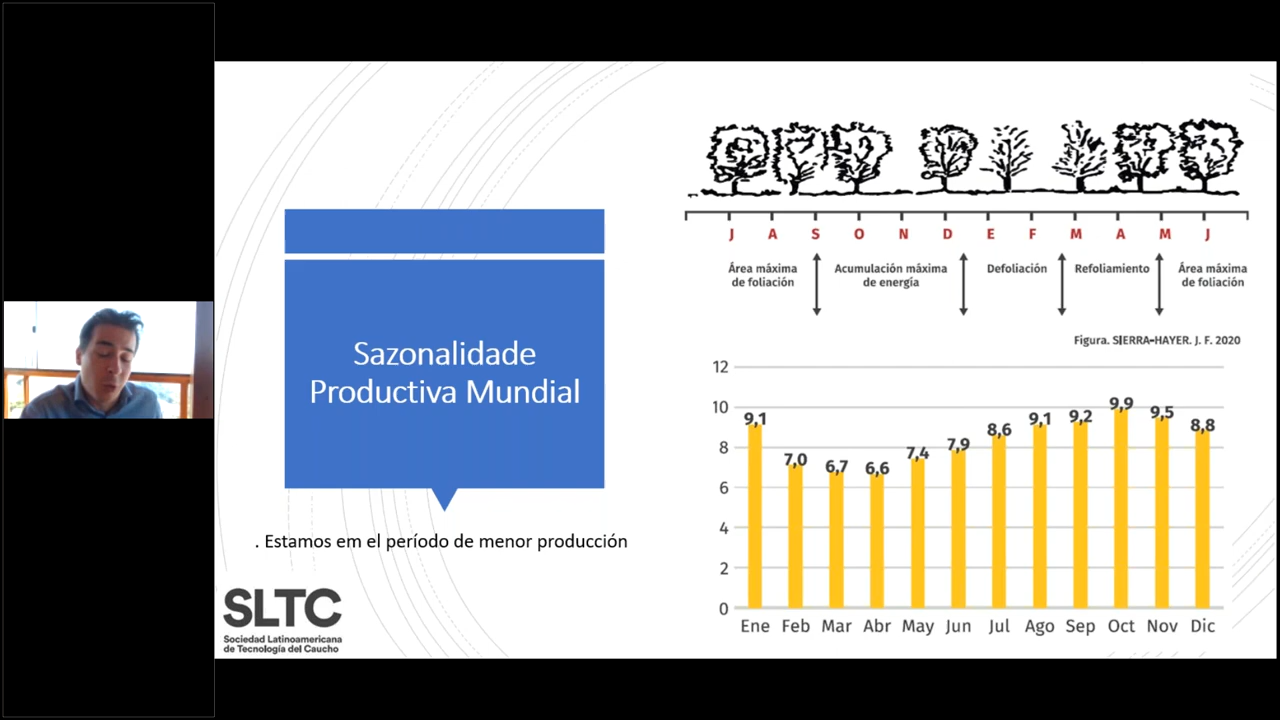 Sazonalidade
Productiva Mundial
. Estamos em el período de menor producción
SLTC
Sociedad Latinoamericana
de Tecnología del Caucho
J A S O N D E F M A M J
Área máxima
de foliación
Acumulación máxima
de energía
Defoliación
Refoliamiento
Área máxima
de foliación
Figura. SIERRA-HAYER. J. F. 2020
12
10
8
6
4
2
0
9,1 7,0 6,7 6,6 7,4 7,9 8,6 9,1 9,2 9,9 9,5 8,8
Ene Feb Mar Abr May Jun Jul Ago Sep Oct Nov Dic